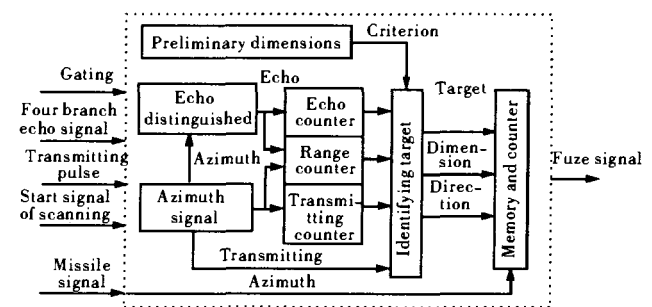 Preliminary dimensions
Criterion
Gating
Four branch
echo signal
Transmitting
pulse
Start signal
of scanning
Missile
signal
Echo
distinguished
Echo
Azimuth
Azimuth
signal
Echo
counter
Range
counter
Transmi-
tting
counter
Transmitting
Azimuth
Identifying target
Target
Dimen-
sion
Direc-
tion
Memory and counter
Fuze signal